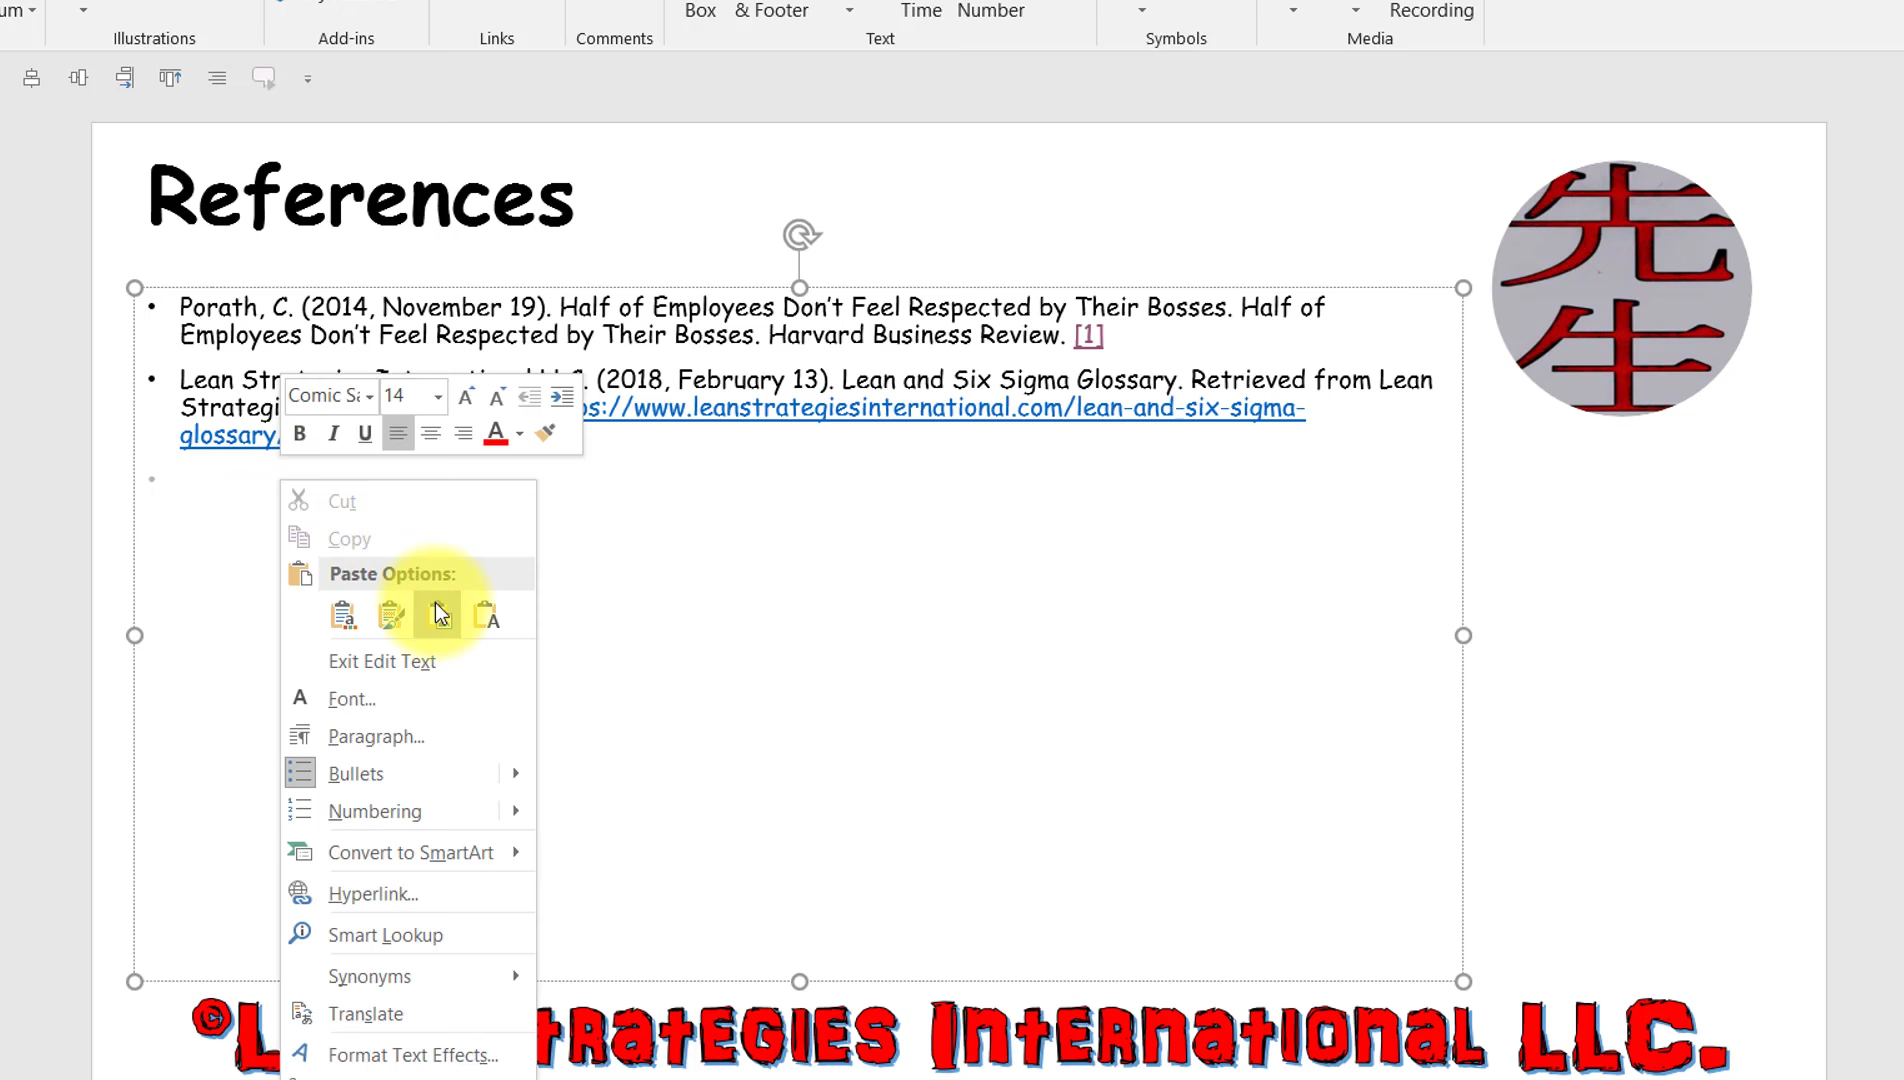 Box & Footer Time Number Recording
Illustrations Add-ins Links Comments Text Symbols Media
References
先
生
• Porath, C. (2014, November 19). Half of Employees Don't Feel Respected by Their Bosses. Half of
Employees Don't Feel Respected by Their Bosses. Harvard Business Review. [1]
• Lean (2018, February 13). Lean and Six Sigma Glossary. Retrieved from Lean
Strategi s://www.leanstrategiesinternational.com/lean-and-six-sigma-
glossary/
Comic Sa 14
B I U A
Cut
Copy
Paste Options:
Exit Edit Text
Font...
Paragraph...
Bullets
Numbering
Convert to SmartArt
Hyperlink...
Smart Lookup
Synonyms
Translate
Format Text Effects...
©L trategies International LLC.